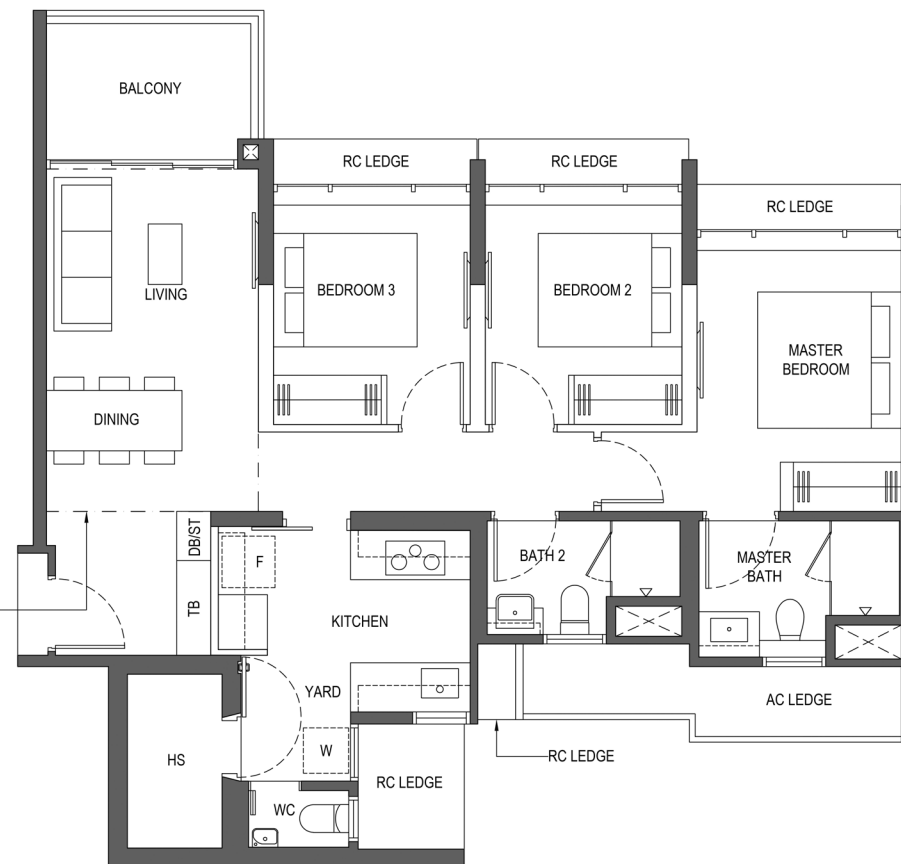 BALCONY
RC LEDGE
RC LEDGE
RC LEDGE
LIVING
BEDROOM 3
BEDROOM 2
MASTER
BEDROOM
DINING
DB/ST
F
BATH 2
MASTER
BATH
TB
KITCHEN
YARD
AC LEDGE
W
HS
RC LEDGE
RC LEDGE
WC